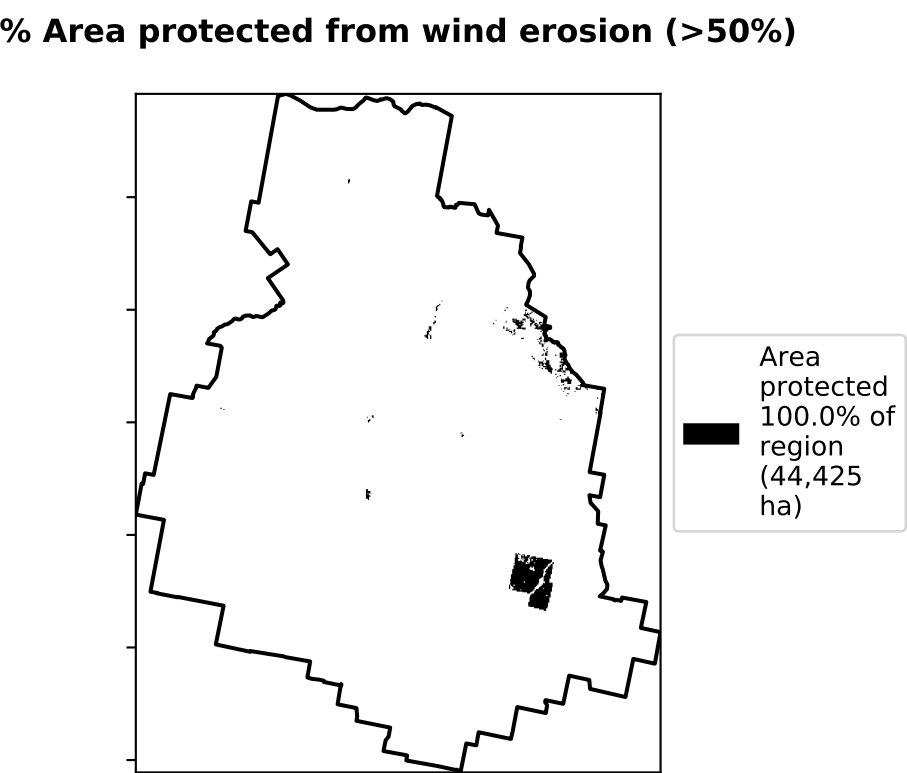 % Area protected from wind erosion (>50%)
Area
protected
100.0% of
region
(44,425
ha)